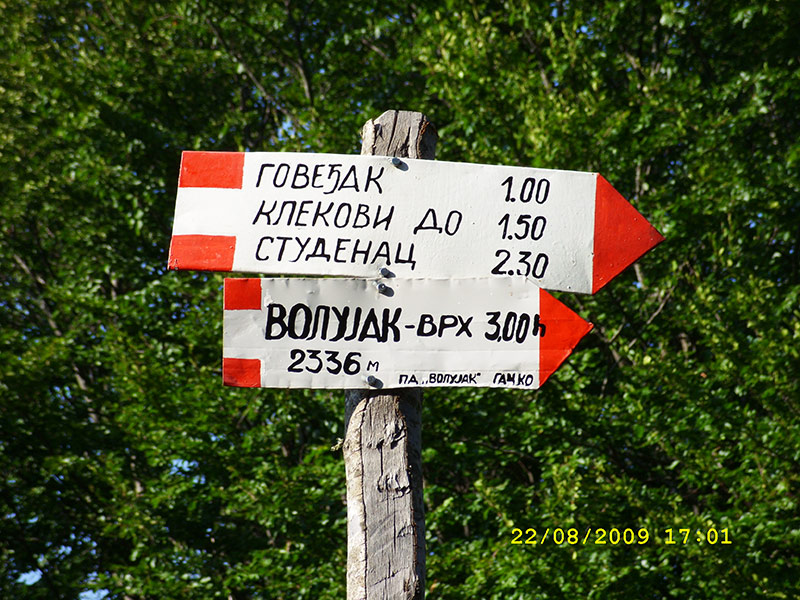 ГОВЕЂАК 1.00
КЛЕКОВИ ДО 1.50
СТУДЕНАЦ 2.30
ВОЛУЈАК-ВРХ 3.00h
2336 м
П.Д. „ВОЛУЈАК" ГАЦКО
22/08/2009 17:01